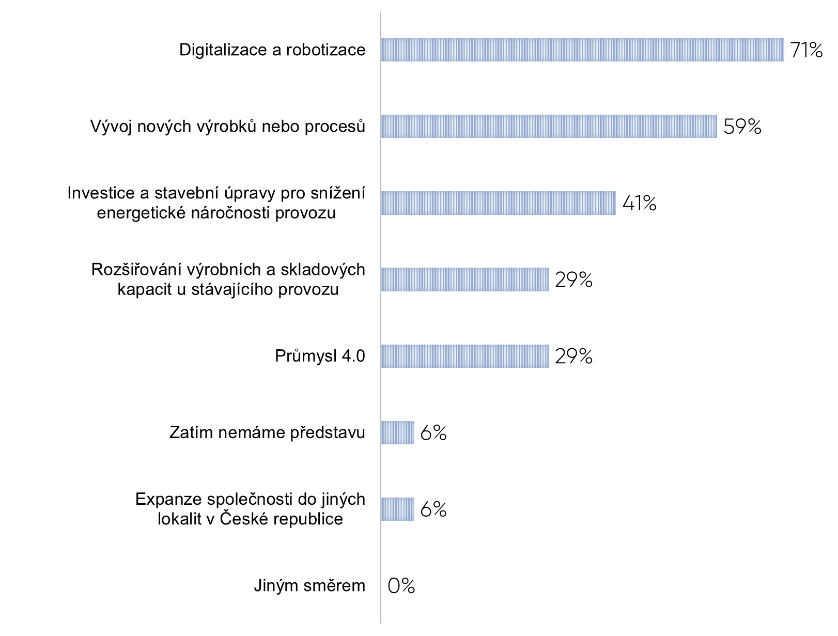 Digitalizace a robotizace 71%
Vývoj nových výrobků nebo procesů 59%
Investice a stavební úpravy pro snížení
energetické náročnosti provozu 41%
Rozšiřování výrobních a skladových
kapacit u stávajícího provozu 29%
Průmysl 4.0 29%
Zatím nemáme představu 6%
Expanze společnosti do jiných
lokalit v České republice 6%
Jiným směrem 0%